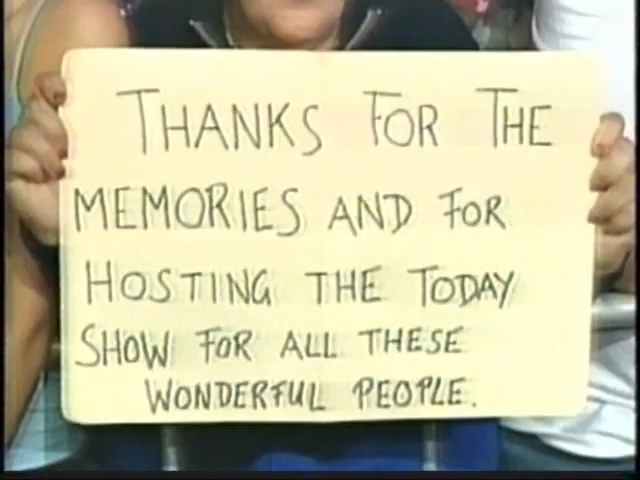 THANKS FOR THE
MEMORIES AND FOR
HOSTING THE TODAY
SHOW FOR ALL THESE
WONDERFUL PEOPLE.